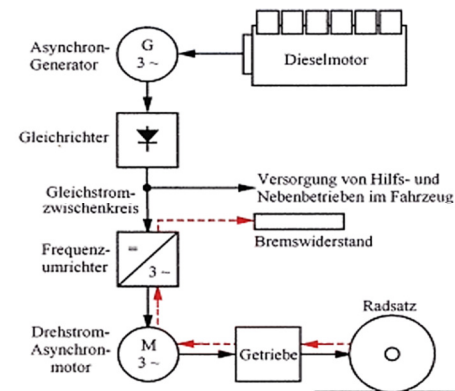 Asynchron-
Generator
G
3 ~
Dieselmotor
Gleichrichter
Gleichstrom-
zwischenkreis
Versorgung von Hilfs- und
Nebenbetrieben im Fahrzeug
Bremswiderstand
Frequenz-
umrichter
=
3 ~
Drehstrom-
Asynchron-
motor
M
3 ~
Getriebe
Radsatz